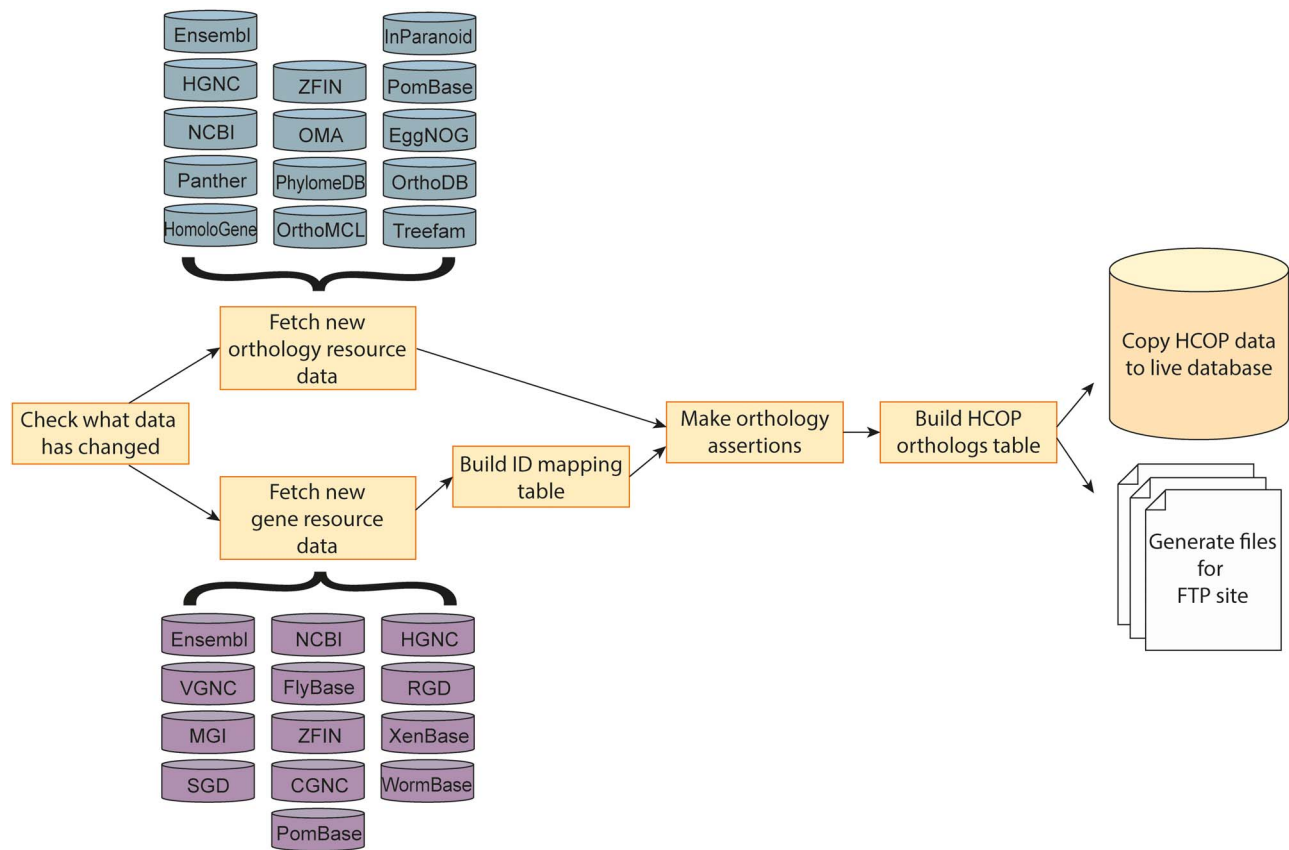 Ensembl
HGNC
NCBI
Panther
HomoloGene
ZFIN
OMA
PhylomeDB
OrthoMCL
InParanoid
PomBase
EggNOG
OrthoDB
Treefam
Fetch new
orthology resource
data
Check what data
has changed
Fetch new
gene resource
data
Build ID mapping
table
Make orthology
assertions
Build HCOP
orthologs table
Copy HCOP data
to live database
Generate files
for
FTP site
Ensembl
VGNC
MGI
SGD
NCBI
FlyBase
ZFIN
CGNC
PomBase
HGNC
RGD
XenBase
WormBase